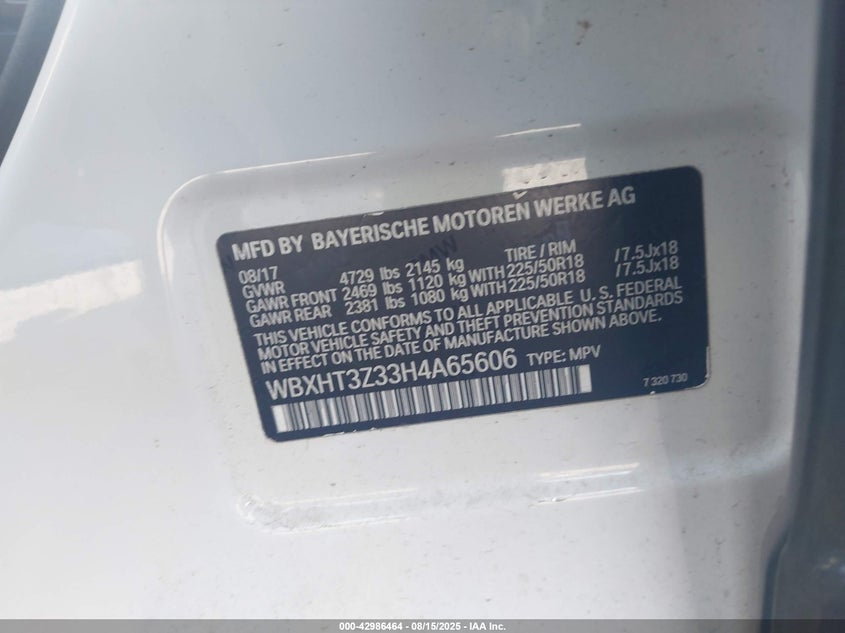 MFD BY BAYERISCHE MOTOREN WERKE AG
08/17 TIRE / RIM
GVWR 4729 lbs 2145 kg
GAWR FRONT 2469 lbs 1120 kg WITH 225/50R18 /7.5Jx18
GAWR REAR 2381 lbs 1080 kg WITH 225/50R18 /7.5Jx18
THIS VEHICLE CONFORMS TO ALL APPLICABLE U. S. FEDERAL
MOTOR VEHICLE SAFETY AND THEFT PREVENTION STANDARDS
IN EFFECT ON THE DATE OF MANUFACTURE SHOWN ABOVE.
WBXHT3Z33H4A65606 TYPE: MPV
7 320 730
000-42986464 - 08/15/2025 - IAA Inc.